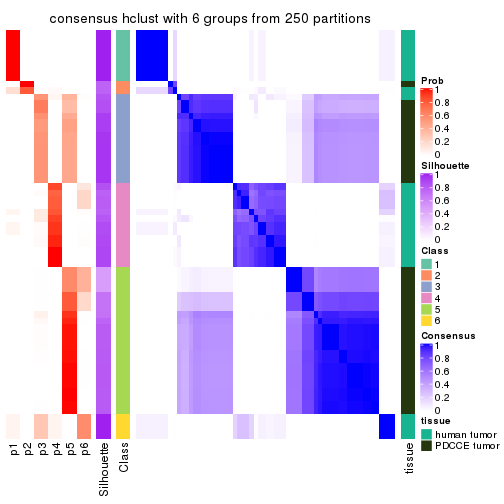 consensus hclust with 6 groups from 250 partitions
Prob
1
0.8
0.6
0.4
0.2
0
Silhouette
1
0.8
0.6
0.4
0.2
0
Class
1
2
3
4
5
6
Consensus
1
0.8
0.6
0.4
0.2
0
tissue
human tumor
PDCCE tumor
p1
p2
p3
p4
p5
p6
Silhouette
Class
tissue